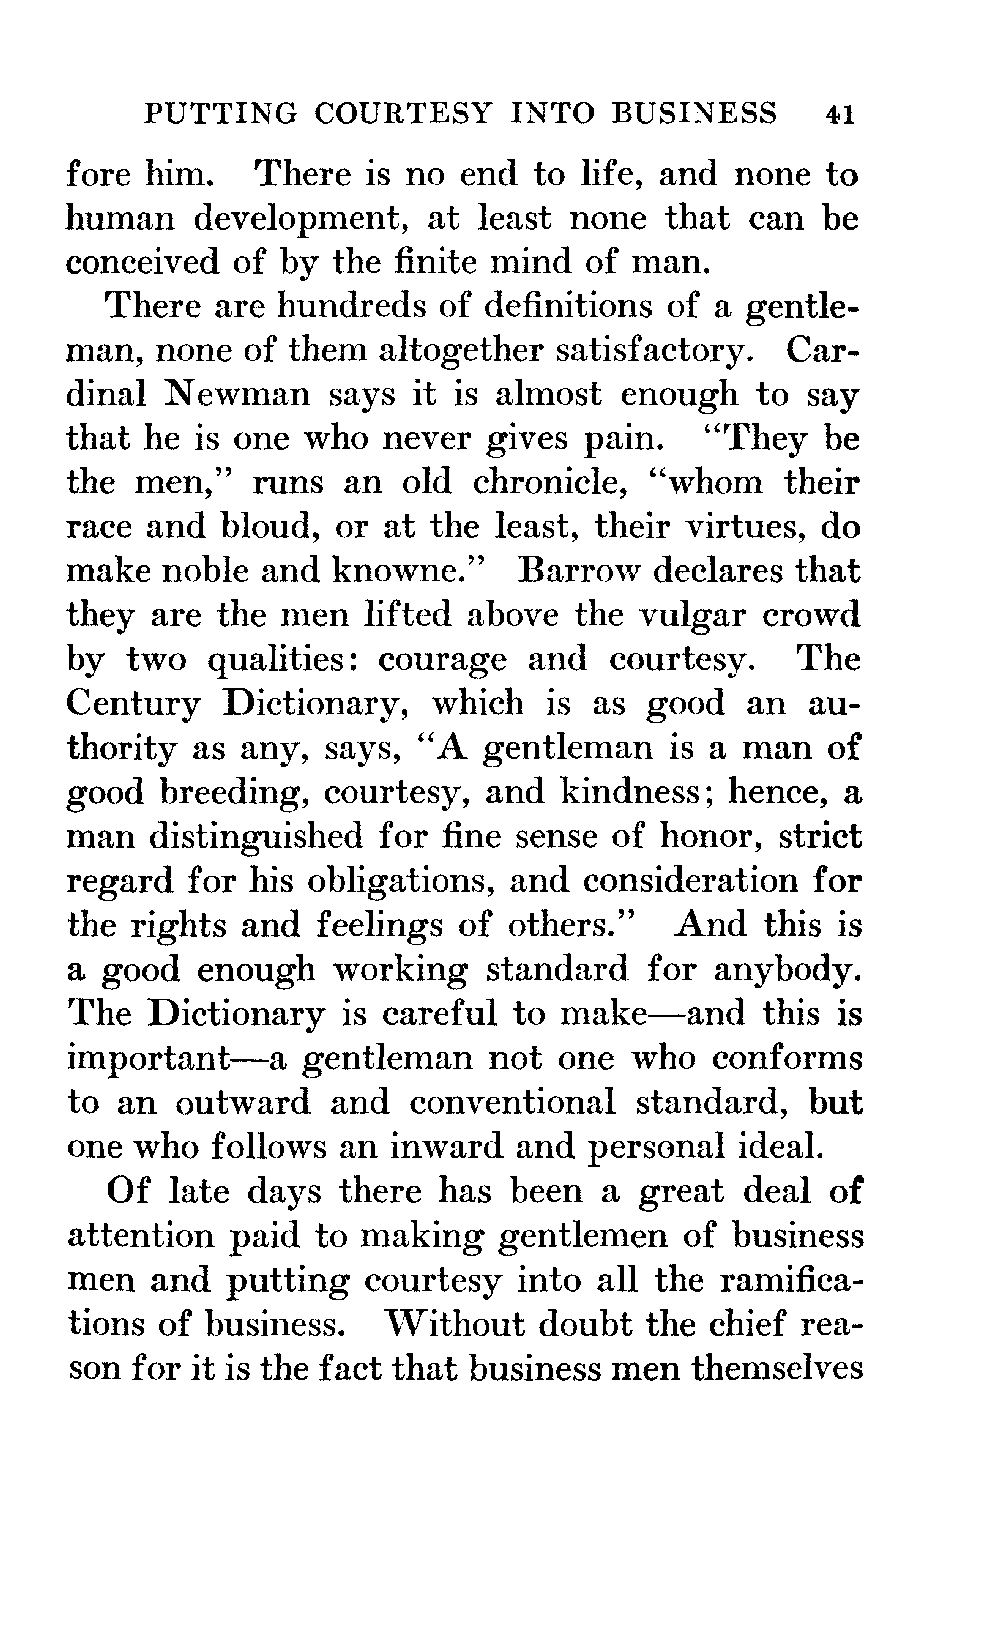 PUTTING COURTESY INTO BUSINESS 41
fore him. There is no end to life, and none to
human development, at least none that can be
conceived of by the finite mind of man.
There are hundreds of definitions of a gentle-
man, none of them altogether satisfactory. Car-
dinal Newman says it is almost enough to say
that he is one who never gives pain. “They be
the men,” runs an old chronicle, “whom their
race and bloud, or at the least, their virtues, do
make noble and knowne.” Barrow declares that
they are the men lifted above the vulgar crowd
by two qualities: courage and courtesy. The
Century Dictionary, which is as good an au-
thority as any, says, “A gentleman is a man of
good breeding, courtesy, and kindness; hence, a
man distinguished for fine sense of honor, strict
regard for his obligations, and consideration for
the rights and feelings of others.” And this is
a good enough working standard for anybody.
The Dictionary is careful to make—and this is
important—a gentleman not one who conforms
to an outward and conventional standard, but
one who follows an inward and personal ideal.
Of late days there has been a great deal of
attention paid to making gentlemen of business
men and putting courtesy into all the ramifica-
tions of business. Without doubt the chief rea-
son for it is the fact that business men themselves